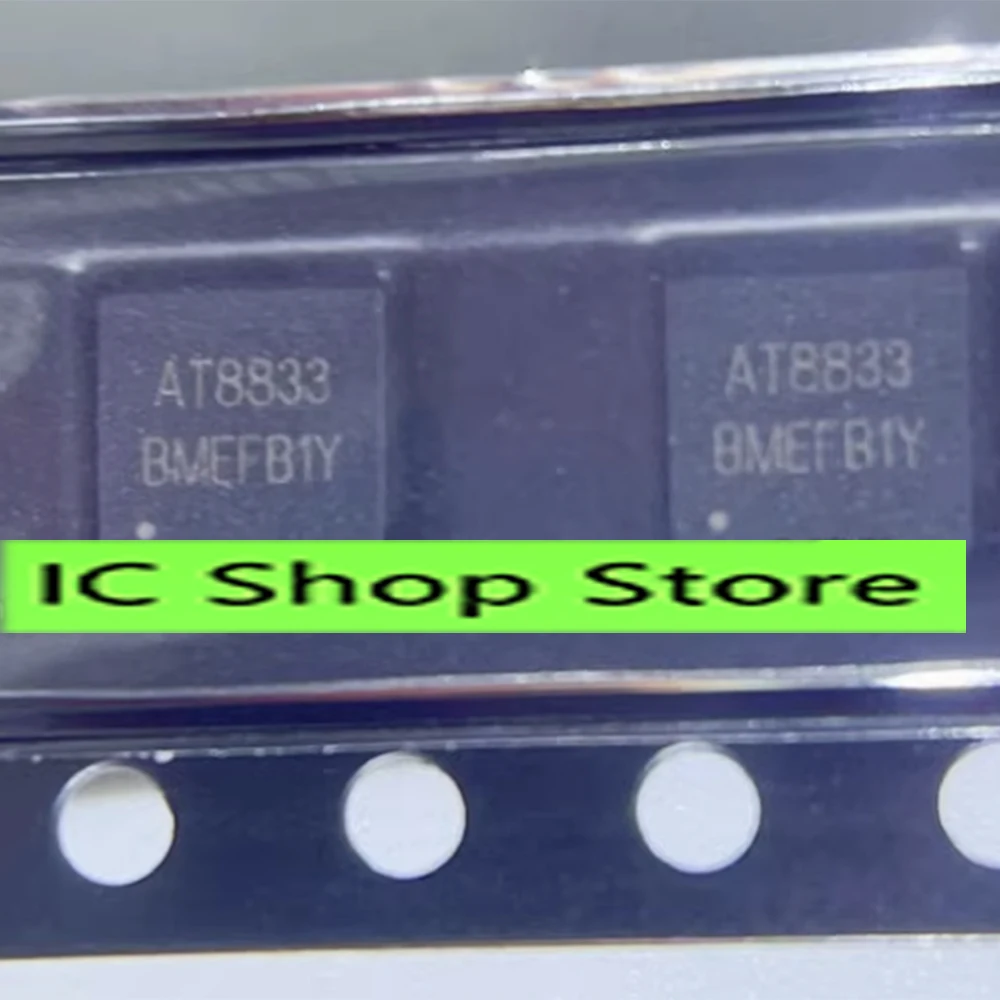 AT8833
BMEFB1Y
AT8833
BMEFB1Y
IC Shop Store